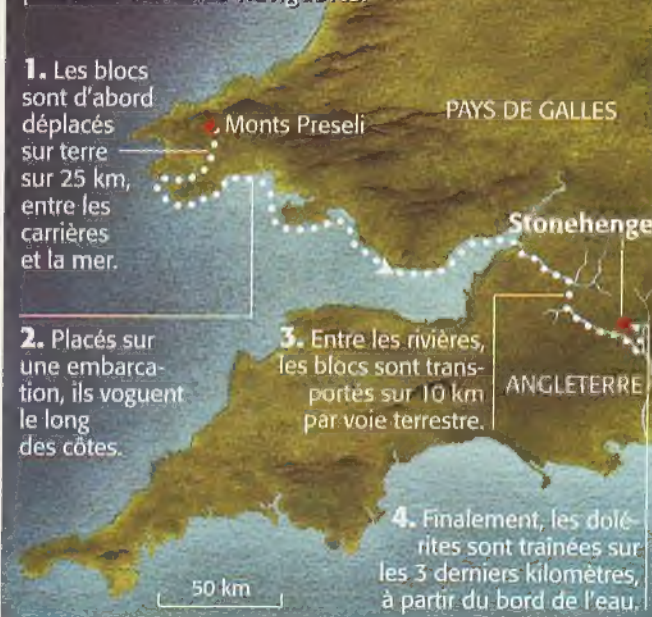 1. Les blocs
sont d'abord
déplacés
sur terre
sur 25 km,
entre les
carrières
et la mer.
Monts Preseli
PAYS DE GALLES
Stonehenge
2. Placés sur
une embarca-
tion, ils voguent
le long
des côtes.
3. Entre les rivières,
les blocs sont trans-
portés sur 10 km
par voie terrestre.
ANGLETERRE
4. Finalement, les dolé-
rites sont traînées sur
les 3 derniers kilomètres,
à partir du bord de l'eau.
50 km